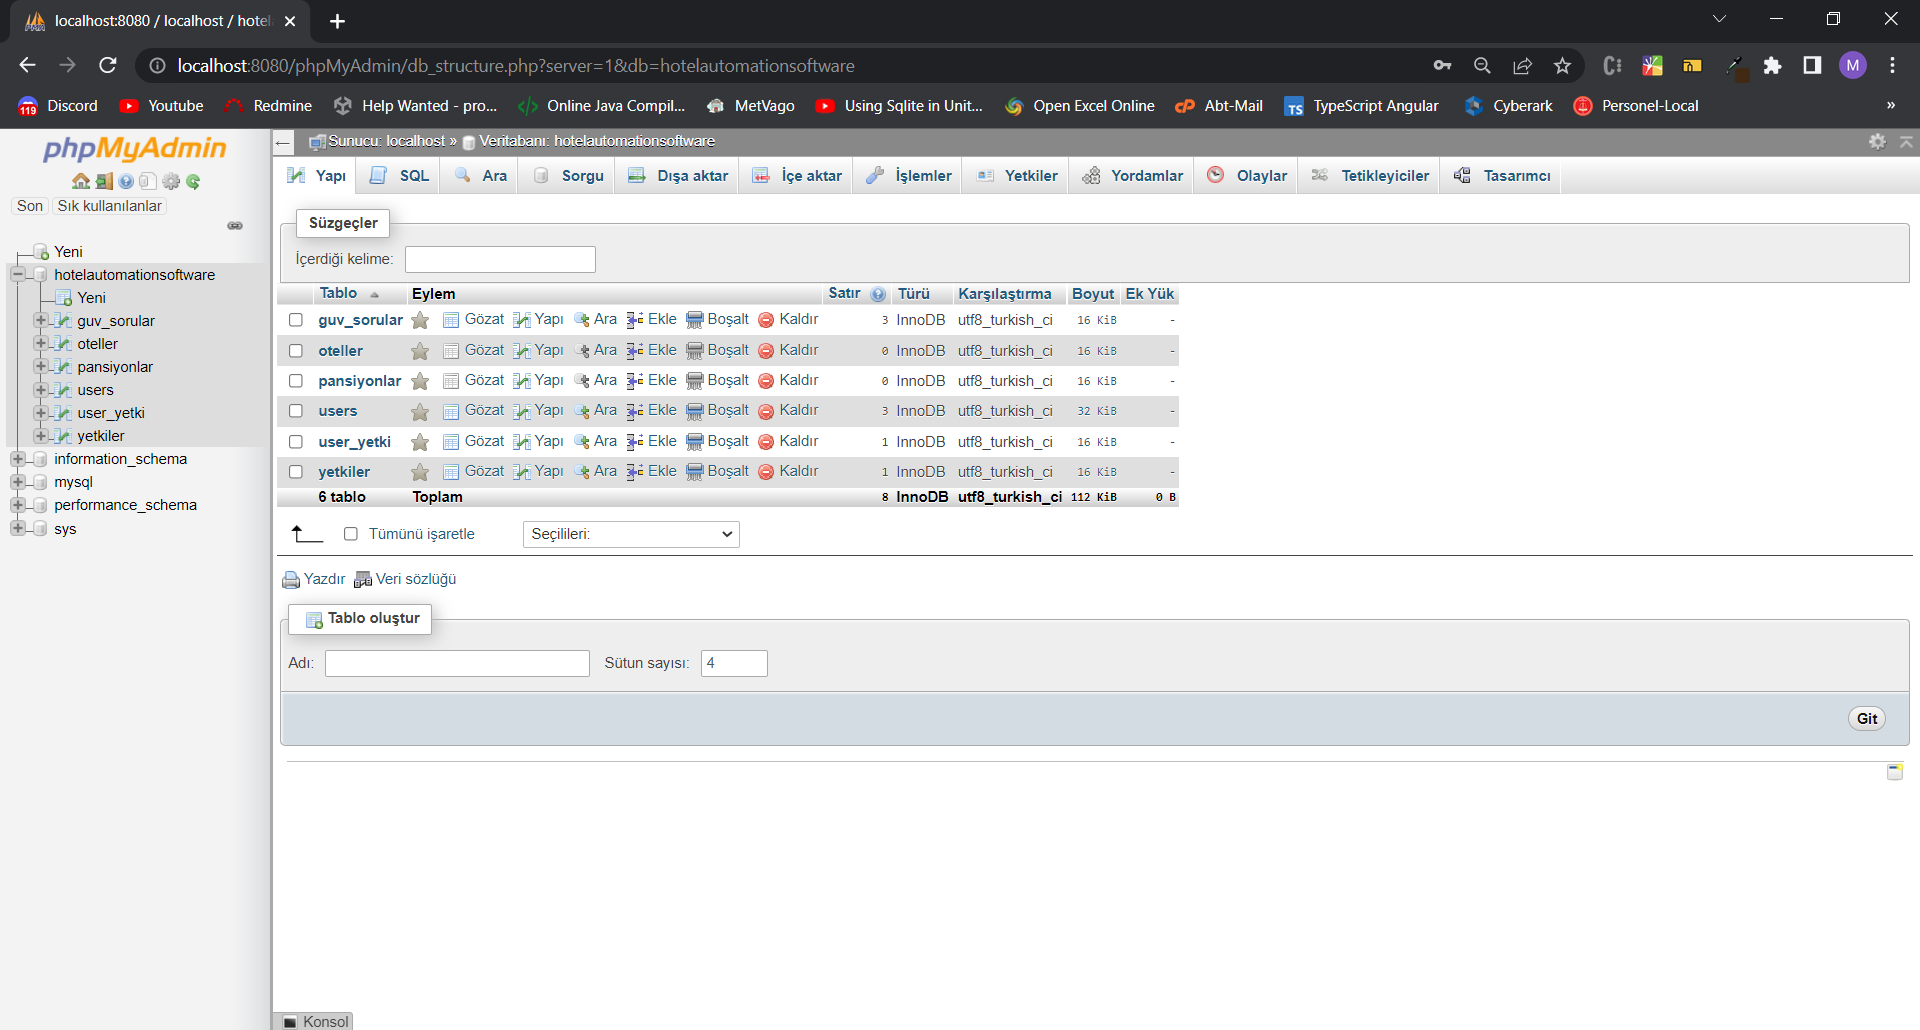 localhost:8080 / localhost / hotel
localhost:8080/phpMyAdmin/db_structure.php?server=1&db=hotelautomationsoftware
M
119 Discord Youtube Redmine Help Wanted - pro... Online Java Compil... MetVago Using Sqlite in Unit... Open Excel Online Abt-Mail TS TypeScript Angular Cyberark Personel-Local »
phpMyAdmin
Son Sık kullanılanlar
Yeni
hotelautomationsoftware
Yeni
guv_sorular
oteller
pansiyonlar
users
user_yetki
yetkiler
information_schema
mysql
performance_schema
sys
Sunucu: localhost » Veritabanı: hotelautomationsoftware
Yapı SQL Ara Sorgu Dışa aktar İçe aktar İşlemler Yetkiler Yordamlar Olaylar Tetikleyiciler Tasarımcı
Süzgeçler
İçerdiği kelime:
Tablo Eylem Satır Türü Karşılaştırma Boyut Ek Yük
guv_sorular Gözat Yapı Ara Ekle Boşalt Kaldır 3 InnoDB utf8_turkish_ci 16 KiB -
oteller Gözat Yapı Ara Ekle Boşalt Kaldır 0 InnoDB utf8_turkish_ci 16 KiB -
pansiyonlar Gözat Yapı Ara Ekle Boşalt Kaldır 0 InnoDB utf8_turkish_ci 16 KiB -
users Gözat Yapı Ara Ekle Boşalt Kaldır 3 InnoDB utf8_turkish_ci 32 KiB -
user_yetki Gözat Yapı Ara Ekle Boşalt Kaldır 1 InnoDB utf8_turkish_ci 16 KiB -
yetkiler Gözat Yapı Ara Ekle Boşalt Kaldır 1 InnoDB utf8_turkish_ci 16 KiB -
6 tablo Toplam 8 InnoDB utf8_turkish_ci 112 KiB 0 B
Tümünü işaretle Seçilileri:
Yazdır Veri sözlüğü
Tablo oluştur
Adı: Sütun sayısı: 4
Git
Konsol